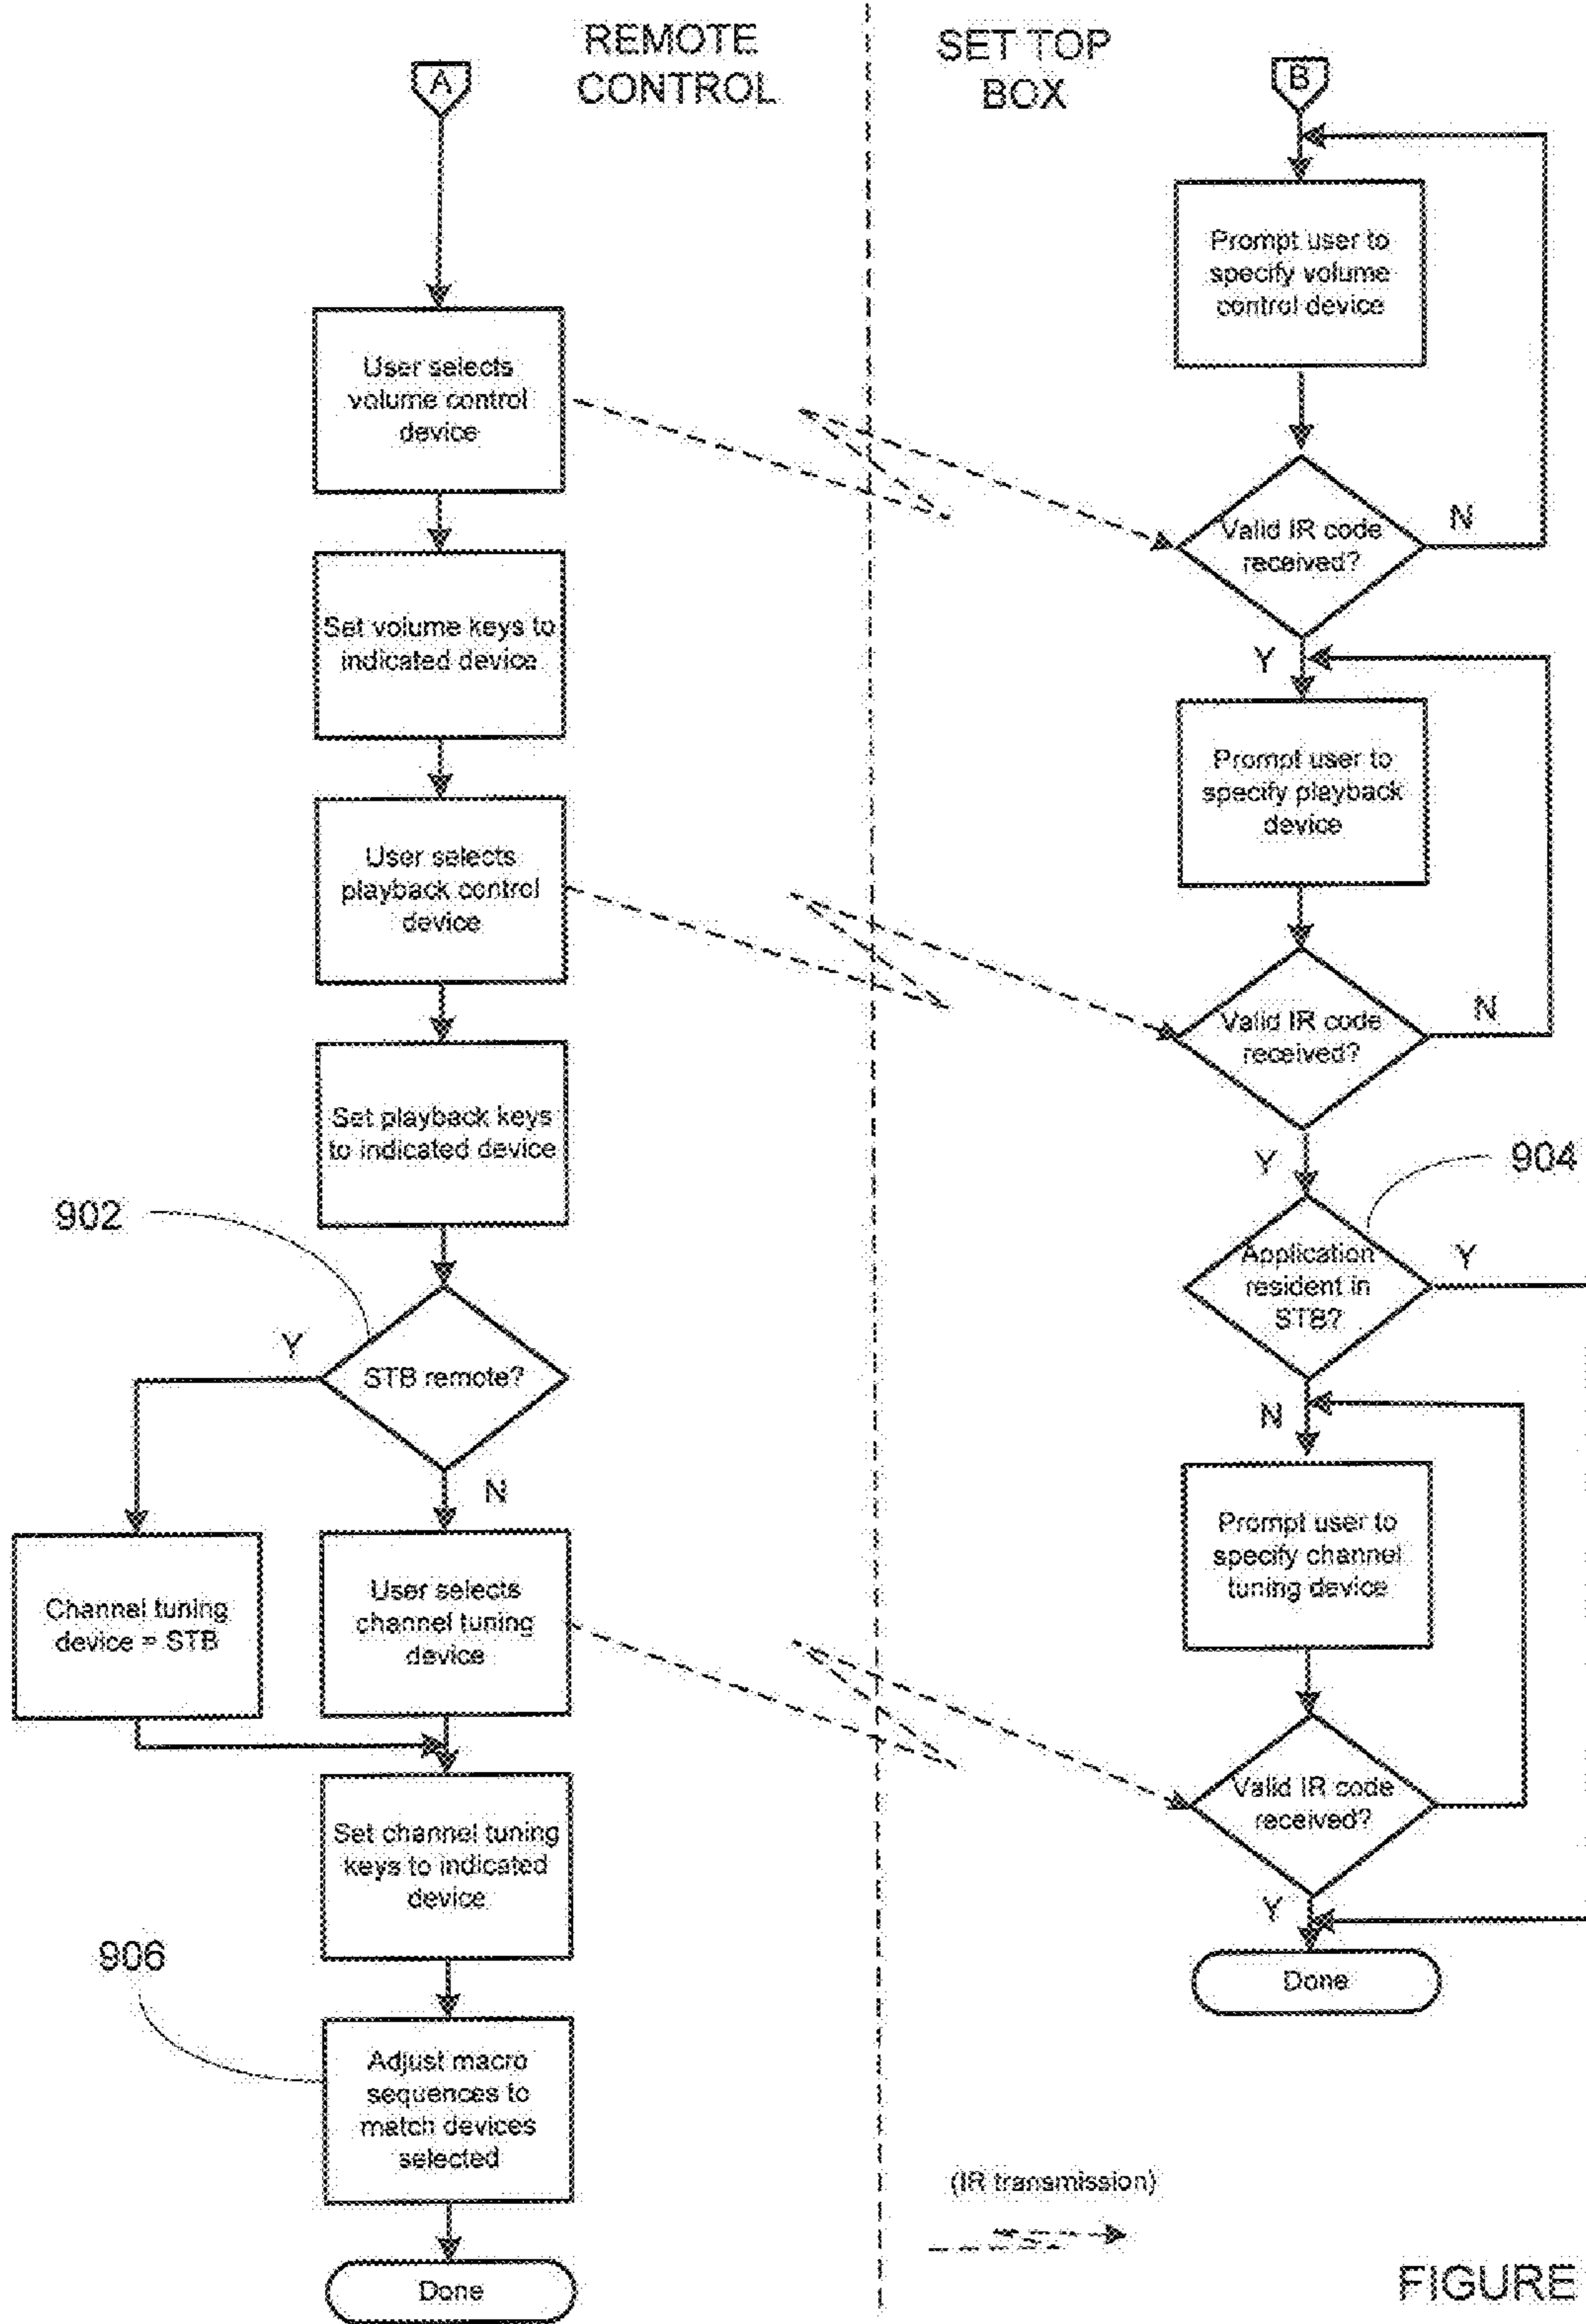 REMOTE
CONTROL
SET TOP
BOX
A
User selects
volume control
device
Set volume keys to
indicated device
User selects
playback control
device
Set playback keys
to indicated device
902
STB remote?
Y
N
Channel tuning
device = STB
User selects
channel tuning
device
Set channel tuning
keys to indicated
device
906
Adjust macro
sequences to
match devices
selected
Done
B
Prompt user to
specify volume
control device
Valid IR code
received?
N
Y
Prompt user to
specify playback
device
Valid IR code
received?
N
Y
904
Application
resident in
STB?
Y
N
Prompt user to
specify channel
tuning device
Valid IR code
received?
Y
Done
(IR transmission)
FIGURE